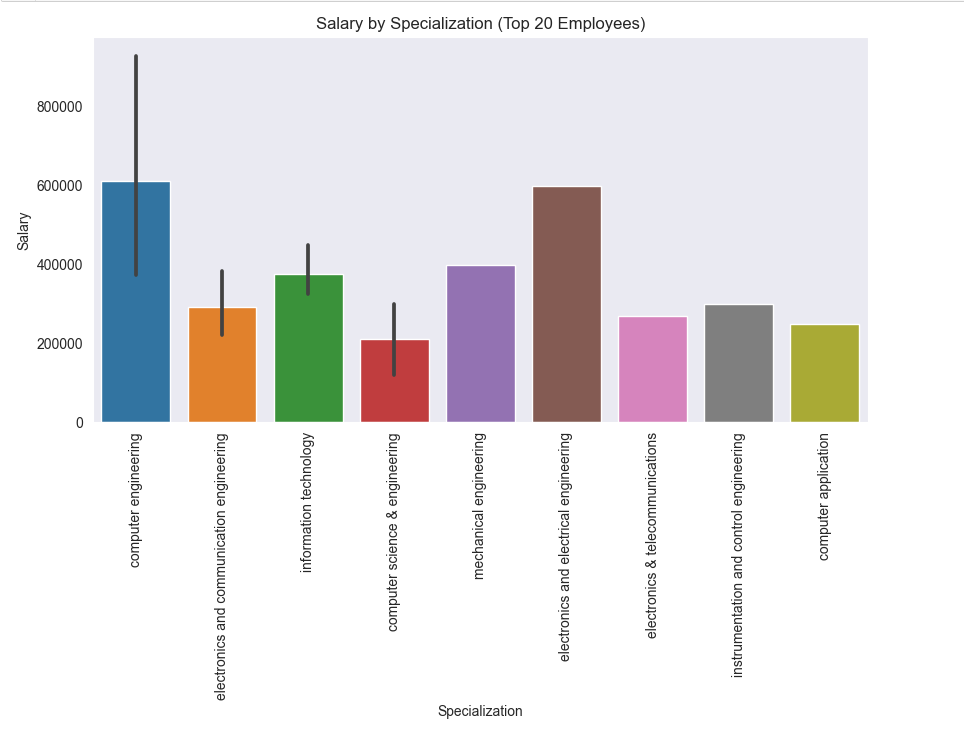 Salary by Specialization (Top 20 Employees)
Salary
800000
600000
400000
200000
0
computer engineering
electronics and communication engineering
information technology
computer science & engineering
mechanical engineering
electronics and electrical engineering
electronics & telecommunications
instrumentation and control engineering
computer application
Specialization